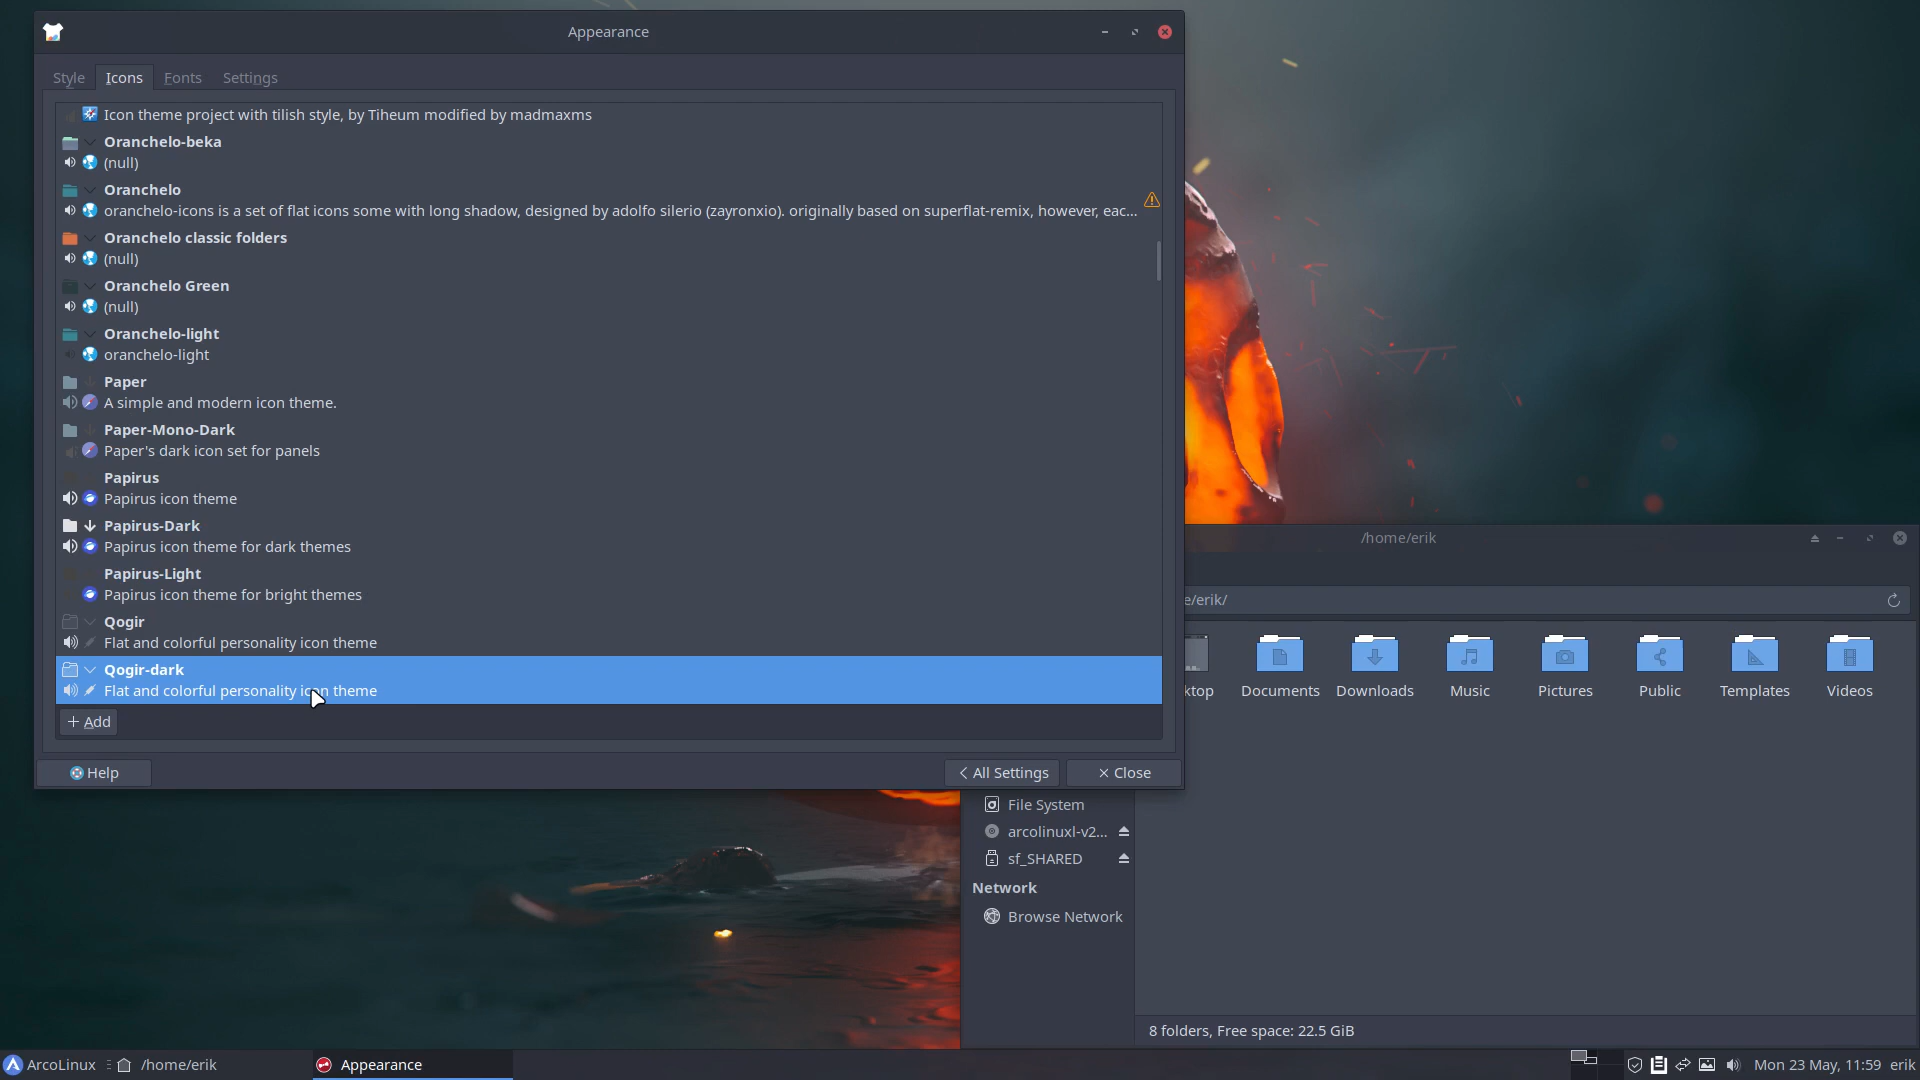 Appearance
Style Icons Fonts Settings
Icon theme project with tilish style, by Tiheum modified by madmaxms
Oranchelo-beka
(null)
Oranchelo
oranchelo-icons is a set of flat icons some with long shadow, designed by adolfo silerio (zayronxio). originally based on superflat-remix, however, eac...
Oranchelo classic folders
(null)
Oranchelo Green
(null)
Oranchelo-light
oranchelo-light
Paper
A simple and modern icon theme.
Paper-Mono-Dark
Paper's dark icon set for panels
Papirus
Papirus icon theme
Papirus-Dark
Papirus icon theme for dark themes
Papirus-Light
Papirus icon theme for bright themes
Qogir
Flat and colorful personality icon theme
Qogir-dark
Flat and colorful personality icon theme
+ Add
Help
All Settings
Close
/home/erik
e/erik/
ktop
Documents
Downloads
Music
Pictures
Public
Templates
Videos
File System
arcolinuxl-v2...
sf_SHARED
Network
Browse Network
8 folders, Free space: 22.5 GiB
ArcoLinux
/home/erik
Appearance
Mon 23 May, 11:59
erik